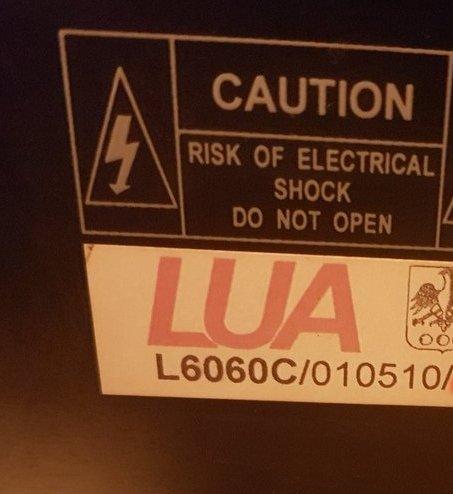 CAUTION
RISK OF ELECTRICAL
SHOCK
DO NOT OPEN
LUA
L6060C/010510/